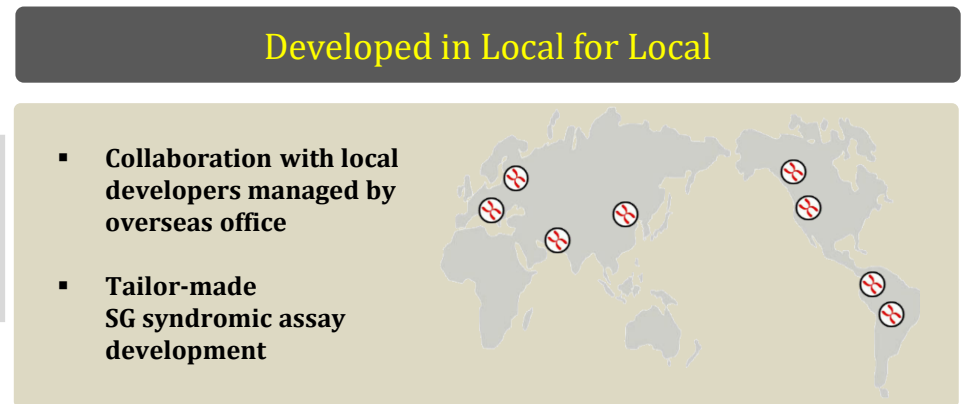 Developed in Local for Local
▪ Collaboration with local
developers managed by
overseas office
▪ Tailor-made
SG syndromic assay
development